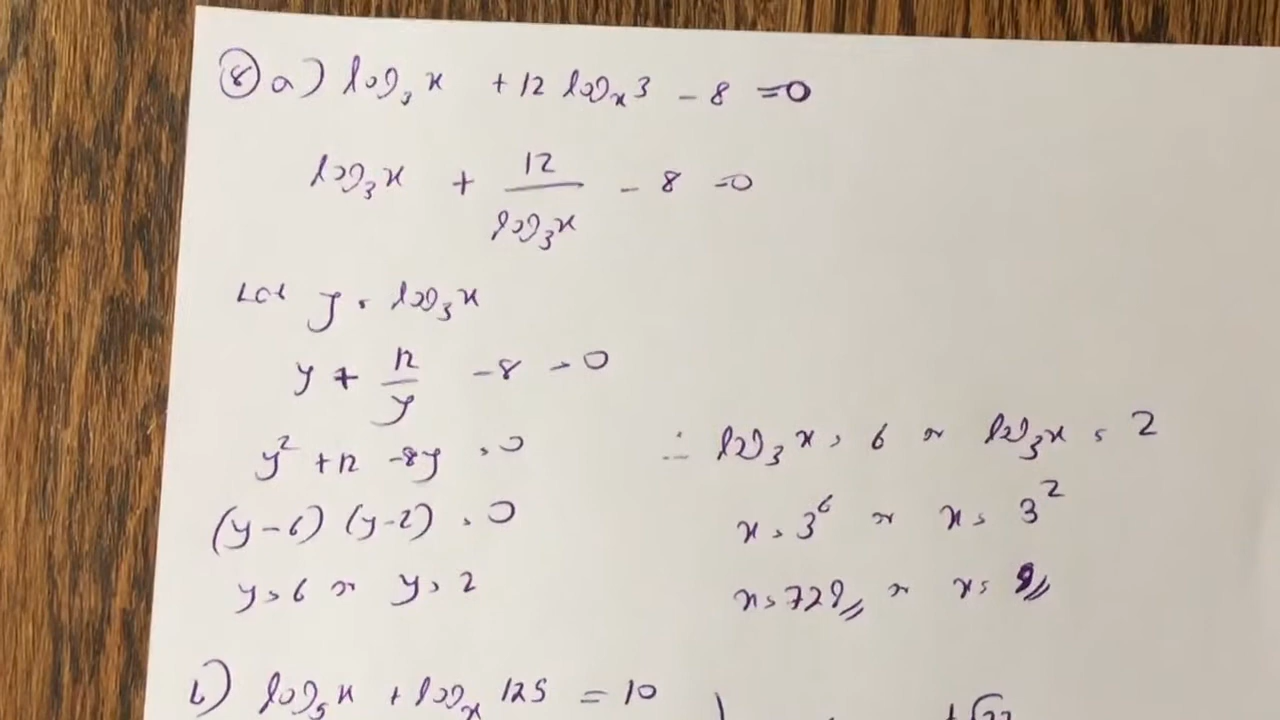 ⑧ a) log₃x + 12 logₓ3 - 8 = 0
log₃x + 12/log₃x - 8 = 0
Let y = log₃x
y + 12/y - 8 = 0
y² + 12 - 8y = 0
(y-6) (y-2) = 0
y = 6 or y = 2
∴ log₃x = 6 or log₃x = 2
x = 3⁶ or x = 3²
x = 729 or x = 9
b) log₅x + logₓ 125 = 10